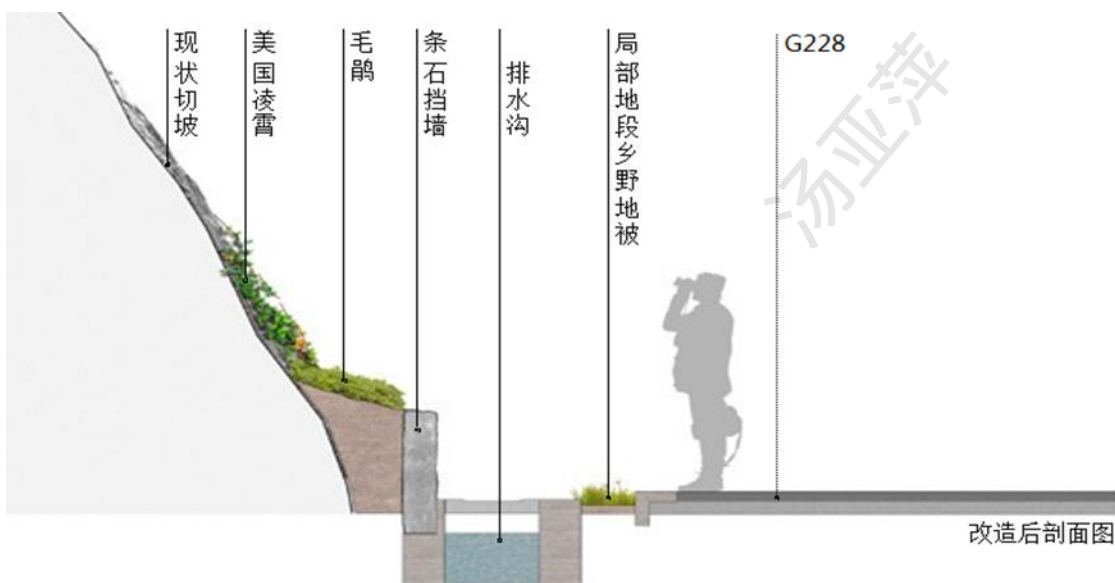 现状切坡
美国凌霄
毛鹃
条石挡墙
排水沟
局部地段乡野地被
G228
汤亚萍
改造后剖面图